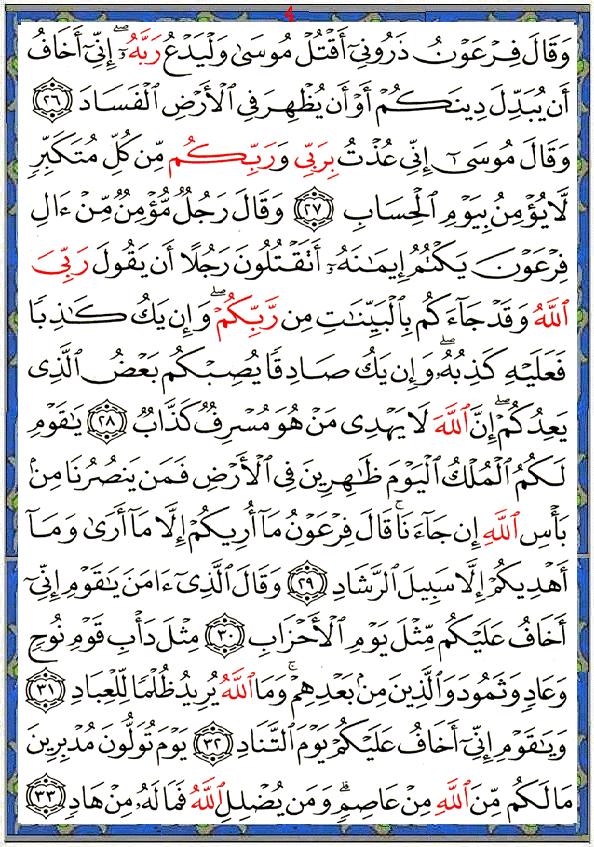 4
وَقَالَ فِرْعَوْنُ ذَرُونِىٓ أَقْتُلْ مُوسَىٰ وَلْيَدْعُ رَبَّهُۥٓ ۖ إِنِّىٓ أَخَافُ
أَن يُبَدِّلَ دِينَكُمْ أَوْ أَن يُظْهِرَ فِى ٱلْأَرْضِ ٱلْفَسَادَ ٢٦
وَقَالَ مُوسَىٰٓ إِنِّى عُذْتُ بِرَبِّى وَرَبِّكُم مِّن كُلِّ مُتَكَبِّرٍ
لَّا يُؤْمِنُ بِيَوْمِ ٱلْحِسَابِ ٢٧ وَقَالَ رَجُلٌ مُّؤْمِنٌ مِّنْ ءَالِ
فِرْعَوْنَ يَكْتُمُ إِيمَـٰنَهُۥٓ أَتَقْتُلُونَ رَجُلًا أَن يَقُولَ رَبِّىَ
ٱللَّهُ وَقَدْ جَآءَكُم بِٱلْبَيِّنَـٰتِ مِن رَّبِّكُمْ ۖ وَإِن يَكُ كَـٰذِبًا
فَعَلَيْهِ كَذِبُهُۥ ۖ وَإِن يَكُ صَادِقًا يُصِبْكُم بَعْضُ ٱلَّذِى
يَعِدُكُمْ ۖ إِنَّ ٱللَّهَ لَا يَهْدِى مَنْ هُوَ مُسْرِفٌ كَذَّابٌ ٢٨ يَـٰقَوْمِ
لَكُمُ ٱلْمُلْكُ ٱلْيَوْمَ ظَـٰهِرِينَ فِى ٱلْأَرْضِ فَمَن يَنصُرُنَا مِنۢ
بَأْسِ ٱللَّهِ إِن جَآءَنَا ۚ قَالَ فِرْعَوْنُ مَآ أُرِيكُمْ إِلَّا مَآ أَرَىٰ وَمَآ
أَهْدِيكُمْ إِلَّا سَبِيلَ ٱلرَّشَادِ ٢٩ وَقَالَ ٱلَّذِىٓ ءَامَنَ يَـٰقَوْمِ إِنِّىٓ
أَخَافُ عَلَيْكُم مِّثْلَ يَوْمِ ٱلْأَحْزَابِ ٣٠ مِثْلَ دَأْبِ قَوْمِ نُوحٍ
وَعَادٍ وَثَمُودَ وَٱلَّذِينَ مِنۢ بَعْدِهِمْ ۚ وَمَا ٱللَّهُ يُرِيدُ ظُلْمًا لِّلْعِبَادِ ٣١
وَيَـٰقَوْمِ إِنِّىٓ أَخَافُ عَلَيْكُمْ يَوْمَ ٱلتَّنَادِ ٣٢ يَوْمَ تُوَلُّونَ مُدْبِرِينَ
مَا لَكُم مِّنَ ٱللَّهِ مِنْ عَاصِمٍ ۗ وَمَن يُضْلِلِ ٱللَّهُ فَمَا لَهُۥ مِنْ هَادٍ ٣٣